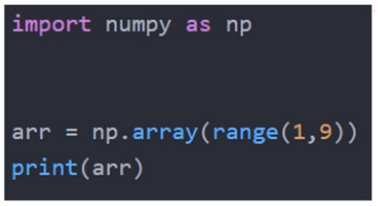 import numpy as np
arr = np.array(range(1,9))
print(arr)